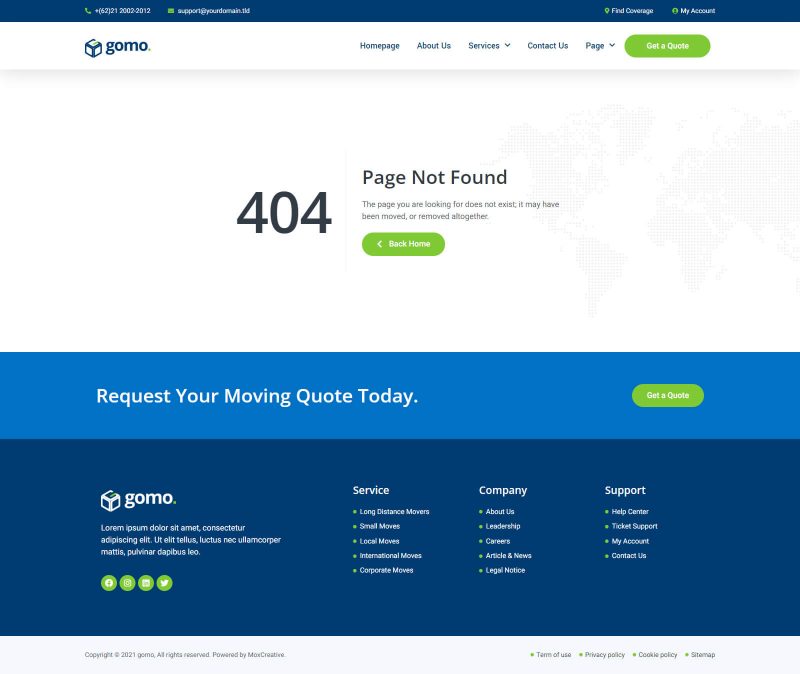 +(62)21 2002-2012 support@yourdomain.tld Find Coverage My Account
gomo. Homepage About Us Services Contact Us Page Get a Quote
404
Page Not Found
The page you are looking for does not exist; it may have
been moved, or removed altogether.
Back Home
Request Your Moving Quote Today. Get a Quote
gomo.
Lorem ipsum dolor sit amet, consectetur
adipiscing elit. Ut elit tellus, luctus nec ullamcorper
mattis, pulvinar dapibus leo.
Service
Long Distance Movers
Small Moves
Local Moves
International Moves
Corporate Moves
Company
About Us
Leadership
Careers
Article & News
Legal Notice
Support
Help Center
Ticket Support
My Account
Contact Us
Copyright © 2021 gomo, All rights reserved. Powered by MoxCreative. Term of use Privacy policy Cookie policy Sitemap